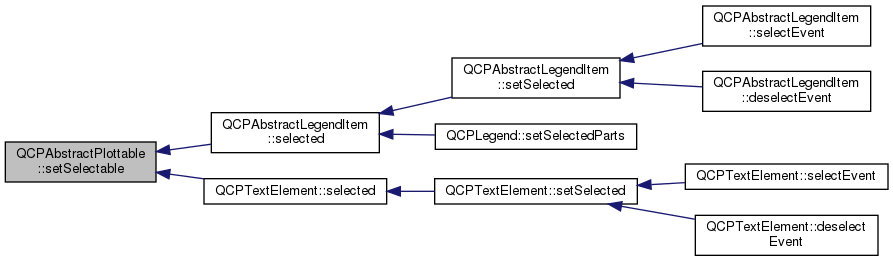 QCPAbstractLegendItem
::selectEvent
QCPAbstractLegendItem
::setSelected
QCPAbstractLegendItem
::deselectEvent
QCPAbstractLegendItem
::selected
QCPLegend::setSelectedParts
QCPAbstractPlottable
::setSelectable
QCPTextElement::selected
QCPTextElement::setSelected
QCPTextElement::selectEvent
QCPTextElement::deselect
Event